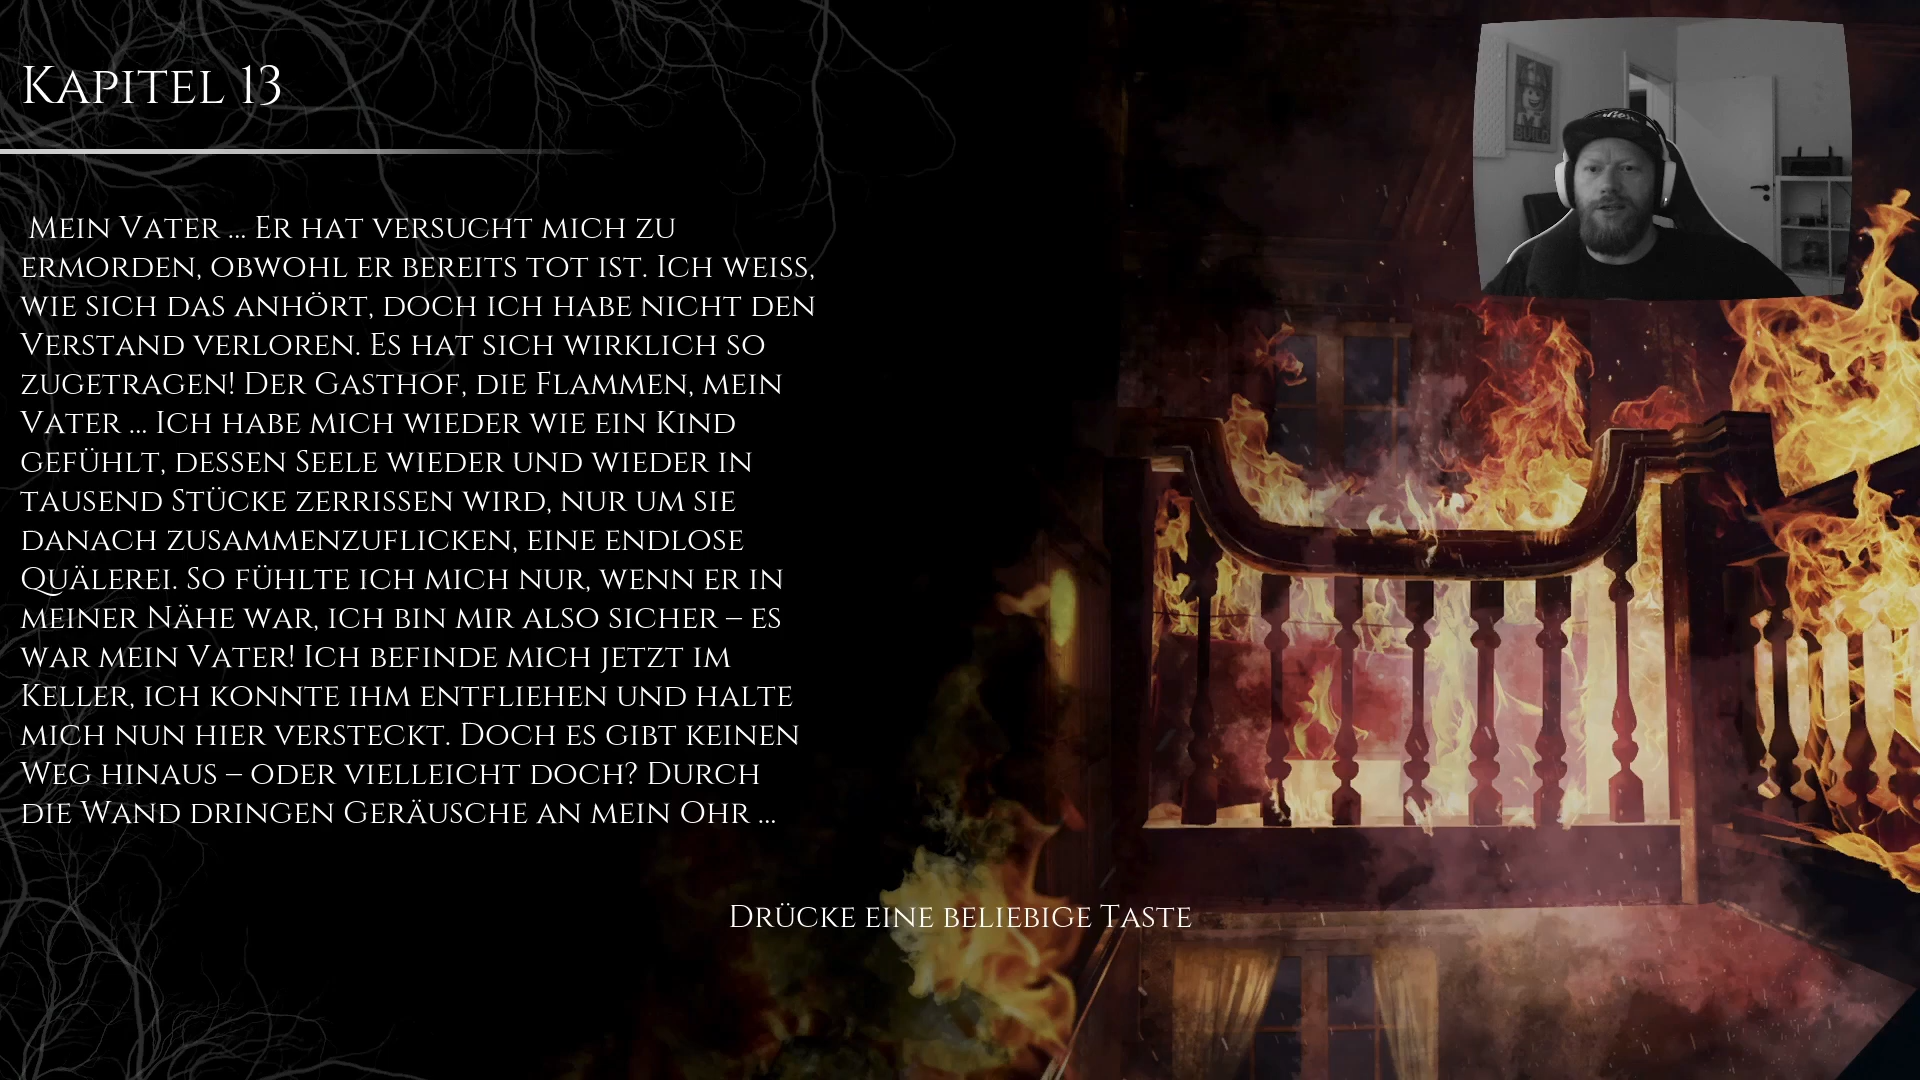 Kapitel 13
Mein Vater ... Er hat versucht mich zu
ermorden, obwohl er bereits tot ist. Ich weiss,
wie sich das anhört, doch ich habe nicht den
Verstand verloren. Es hat sich wirklich so
zugetragen! Der Gasthof, die Flammen, mein
Vater ... Ich habe mich wieder wie ein Kind
gefühlt, dessen Seele wieder und wieder in
tausend Stücke zerrissen wird, nur um sie
danach zusammenzuflicken, eine endlose
Quälerei. So fühlte ich mich nur, wenn er in
meiner Nähe war, ich bin mir also sicher – es
war mein Vater! Ich befinde mich jetzt im
Keller, ich konnte ihm entfliehen und halte
mich nun hier versteckt. Doch es gibt keinen
Weg hinaus – oder vielleicht doch? Durch
die Wand dringen Geräusche an mein Ohr ...
Drücke eine beliebige Taste